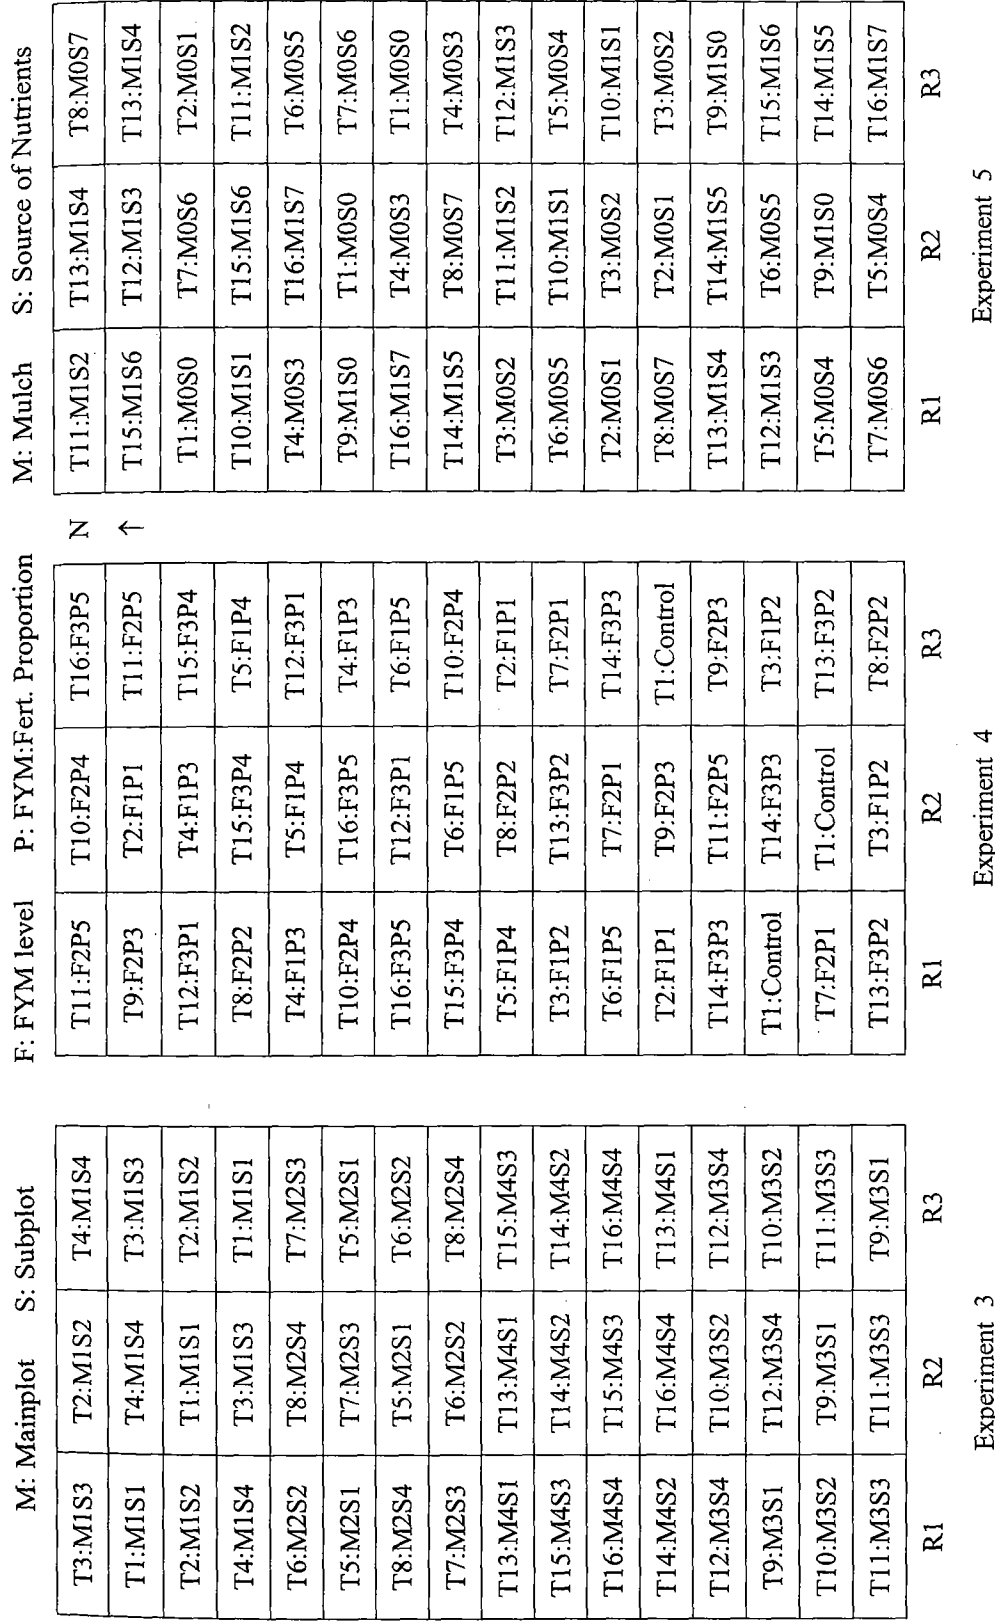 M: Mainplot S: Subplot F: FYM level P: FYM:Fert. Proportion M: Mulch S: Source of Nutrients
T3:M1S3 T2:M1S2 T4:M1S4 T11:F2P5 T10:F2P4 T16:F3P5 N T11:M1S2 T13:M1S4 T8:M0S7
T1:M1S1 T4:M1S4 T3:M1S3 T9:F2P3 T2:F1P1 T11:F2P5 ↑ T15:M1S6 T12:M1S3 T13:M1S4
T2:M1S2 T1:M1S1 T2:M1S2 T12:F3P1 T4:F1P3 T15:F3P4 T1:M0S0 T7:M0S6 T2:M0S1
T4:M1S4 T3:M1S3 T1:M1S1 T8:F2P2 T15:F3P4 T5:F1P4 T10:M1S1 T15:M1S6 T11:M1S2
T6:M2S2 T8:M2S4 T7:M2S3 T4:F1P3 T5:F1P4 T12:F3P1 T4:M0S3 T16:M1S7 T6:M0S5
T5:M2S1 T7:M2S3 T5:M2S1 T10:F2P4 T16:F3P5 T4:F1P3 T9:M1S0 T1:M0S0 T7:M0S6
T8:M2S4 T5:M2S1 T6:M2S2 T16:F3P5 T12:F3P1 T6:F1P5 T16:M1S7 T4:M0S3 T1:M0S0
T7:M2S3 T6:M2S2 T8:M2S4 T15:F3P4 T6:F1P5 T10:F2P4 T14:M1S5 T8:M0S7 T4:M0S3
T13:M4S1 T13:M4S1 T15:M4S3 T5:F1P4 T8:F2P2 T2:F1P1 T3:M0S2 T11:M1S2 T12:M1S3
T15:M4S3 T14:M4S2 T14:M4S2 T3:F1P2 T13:F3P2 T7:F2P1 T6:M0S5 T10:M1S1 T5:M0S4
T16:M4S4 T15:M4S3 T16:M4S4 T6:F1P5 T7:F2P1 T14:F3P3 T2:M0S1 T3:M0S2 T10:M1S1
T14:M4S2 T16:M4S4 T13:M4S1 T2:F1P1 T9:F2P3 T1:Control T8:M0S7 T2:M0S1 T3:M0S2
T12:M3S4 T10:M3S2 T12:M3S4 T14:F3P3 T11:F2P5 T9:F2P3 T13:M1S4 T14:M1S5 T9:M1S0
T9:M3S1 T12:M3S4 T10:M3S2 T1:Control T14:F3P3 T3:F1P2 T12:M1S3 T6:M0S5 T15:M1S6
T10:M3S2 T9:M3S1 T11:M3S3 T7:F2P1 T1:Control T13:F3P2 T5:M0S4 T9:M1S0 T14:M1S5
T11:M3S3 T11:M3S3 T9:M3S1 T13:F3P2 T3:F1P2 T8:F2P2 T7:M0S6 T5:M0S4 T16:M1S7
R1 R2 R3 R1 R2 R3 R1 R2 R3
Experiment 3 Experiment 4 Experiment 5